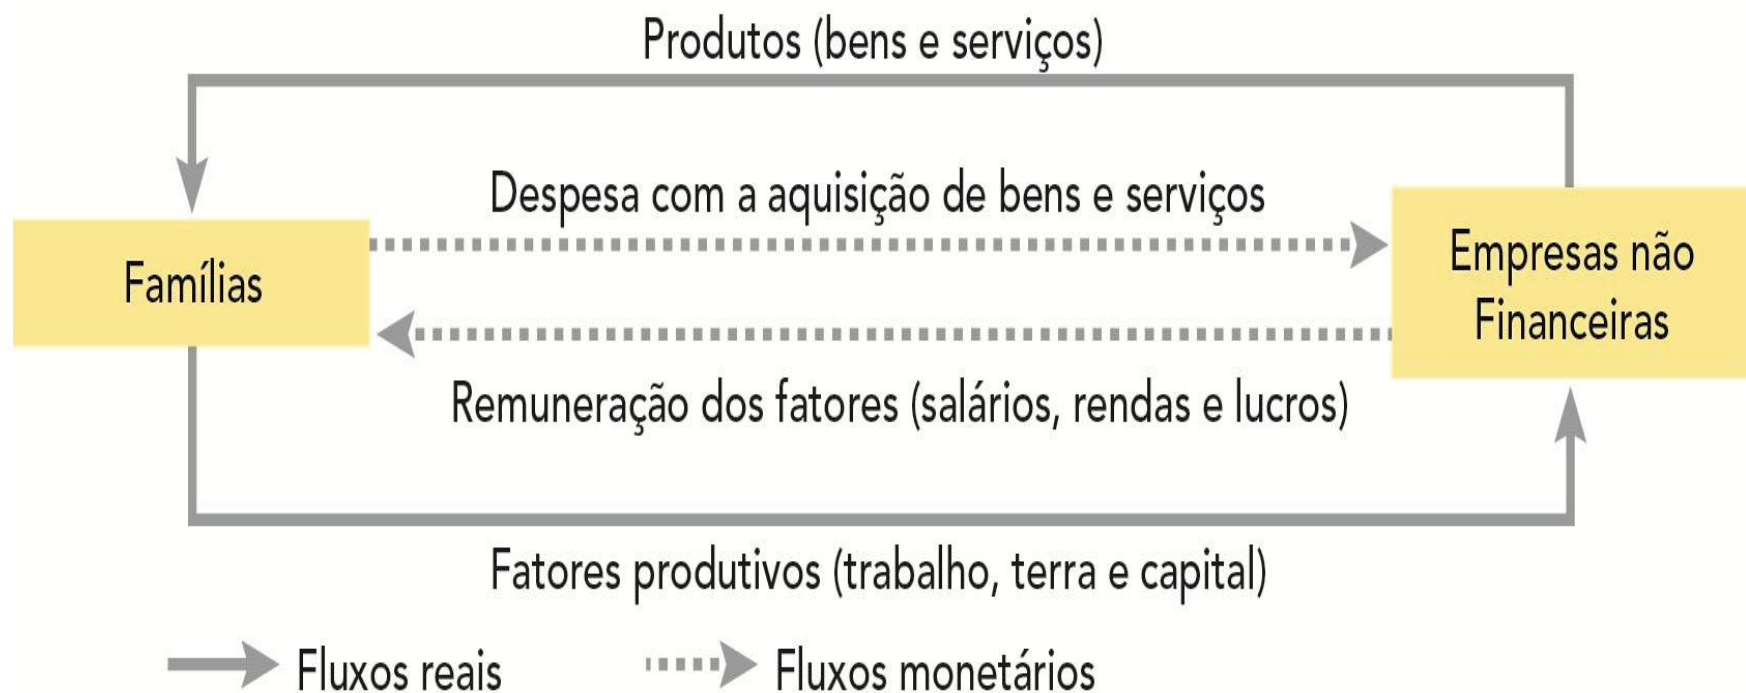 Produtos (bens e serviços)
Despesa com a aquisição de bens e serviços
Famílias
Empresas não
Financeiras
Remuneração dos fatores (salários, rendas e lucros)
Fatores produtivos (trabalho, terra e capital)
Fluxos reais
Fluxos monetários